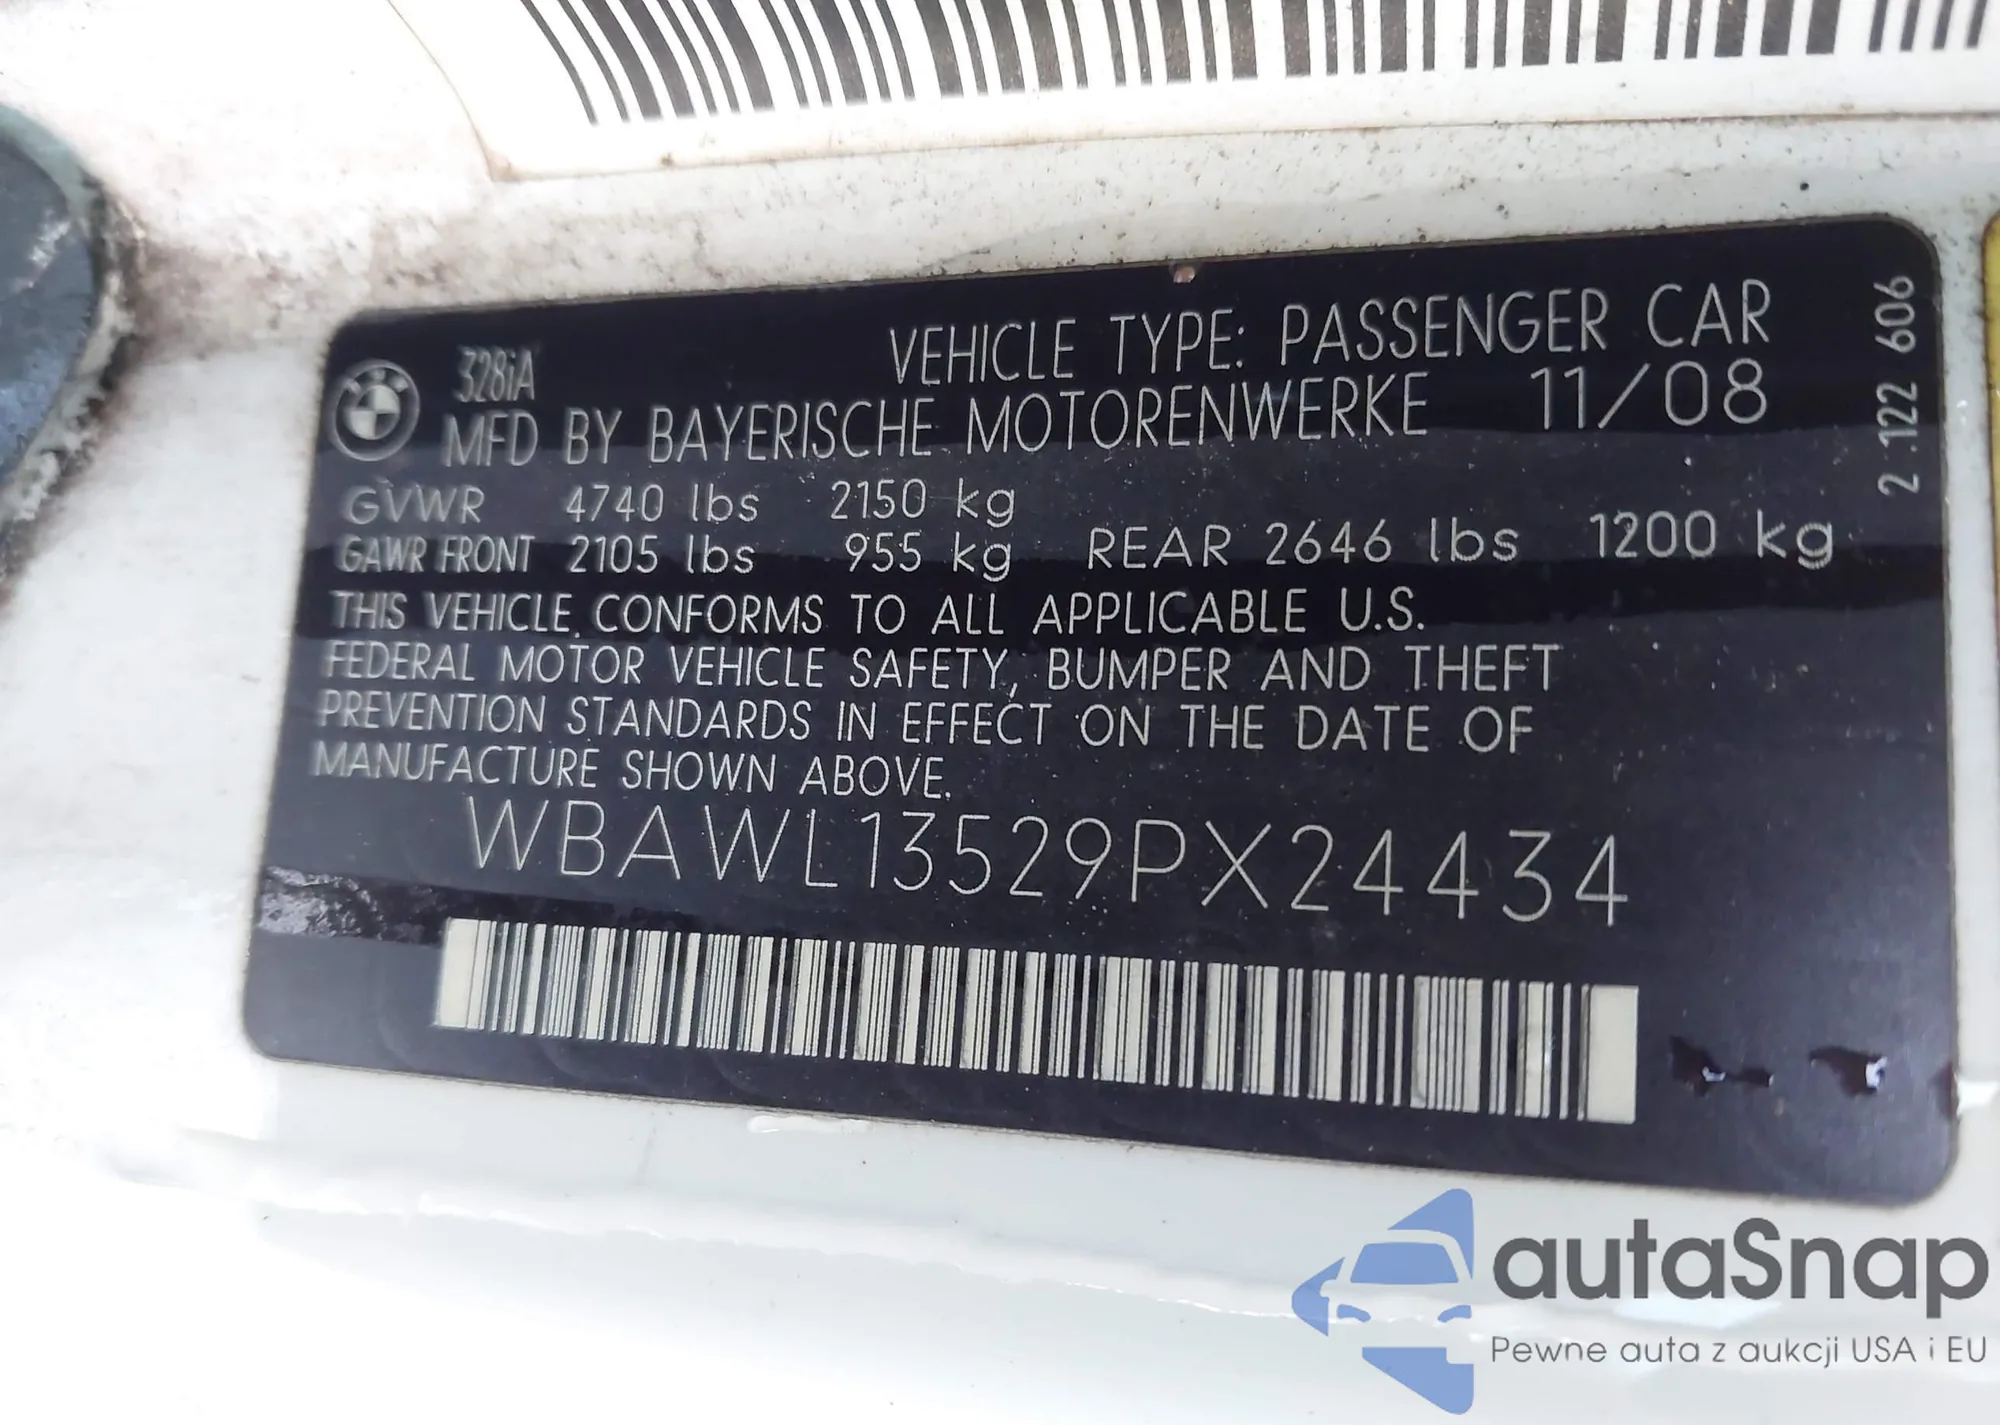 328iA
VEHICLE TYPE: PASSENGER CAR
MFD BY BAYERISCHE MOTORENWERKE 11/08
GVWR 4740 lbs 2150 kg
GAWR FRONT 2105 lbs 955 kg REAR 2646 lbs 1200 kg
THIS VEHICLE CONFORMS TO ALL APPLICABLE U.S.
FEDERAL MOTOR VEHICLE SAFETY, BUMPER AND THEFT
PREVENTION STANDARDS IN EFFECT ON THE DATE OF
MANUFACTURE SHOWN ABOVE.
WBAWL13529PX24434
2 122 606
autaSnap
Pewne auta z aukcji USA i EU